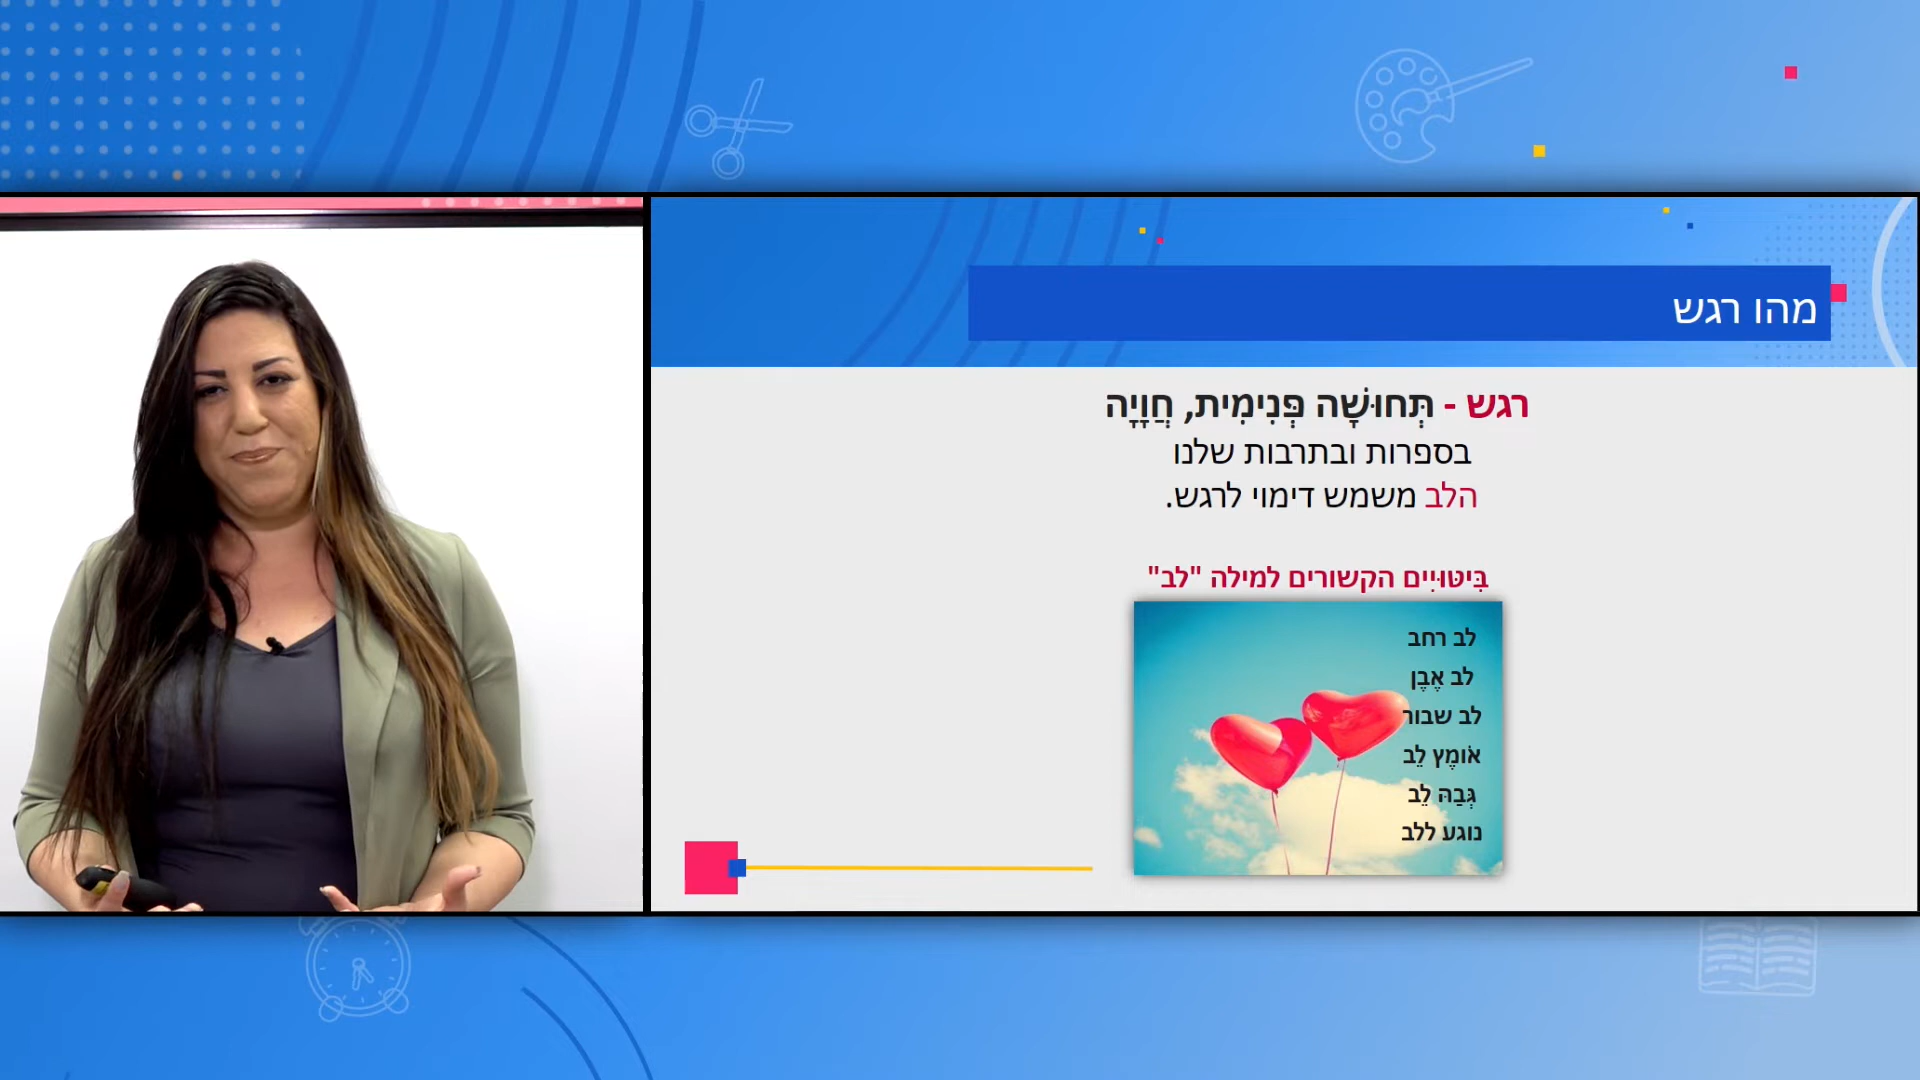 מהו רגש
רגש - תְּחוּשָׁה פְּנִימִית, חֲוָיָה
בספרות ובתרבות שלנו
הלב משמש דימוי לרגש.
בִּיטּוּיִים הקשורים למילה "לב"
לב רחב
לב אֶבֶן
לב שבור
אוֹמֶץ לֵב
גְּבַהּ לֵב
נוגע ללב